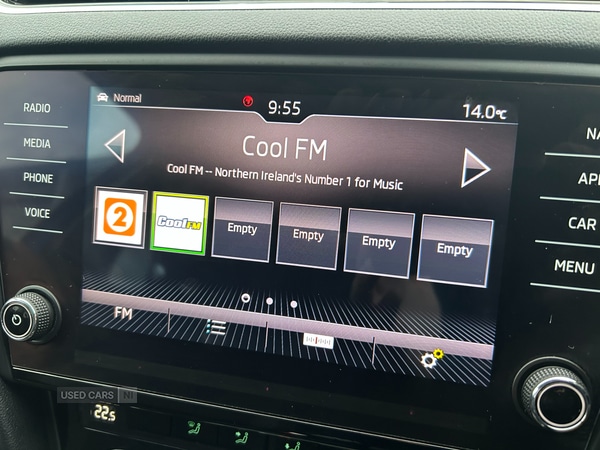 RADIO
MEDIA
PHONE
VOICE
Normal
9:55
14.0°C
Cool FM
Cool FM -- Northern Ireland's Number 1 for Music
2
Cool FM
Empty
Empty
Empty
Empty
FM
NA
APP
CAR
MENU
USED CARS NI
22.5